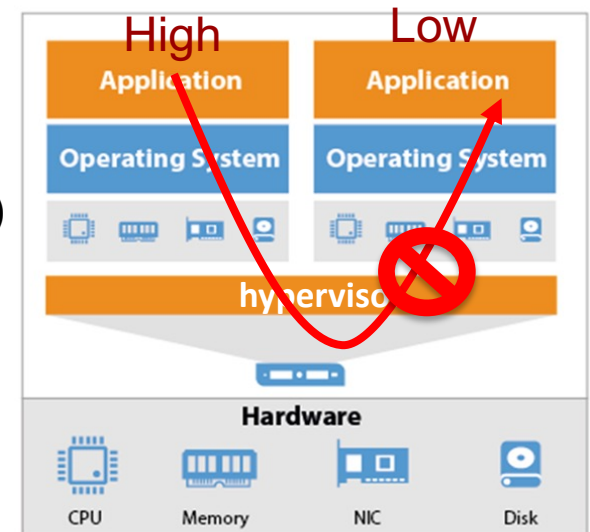 High Low
Application Application
Operating System Operating System
)
hyperviso
Hardware
CPU Memory NIC Disk